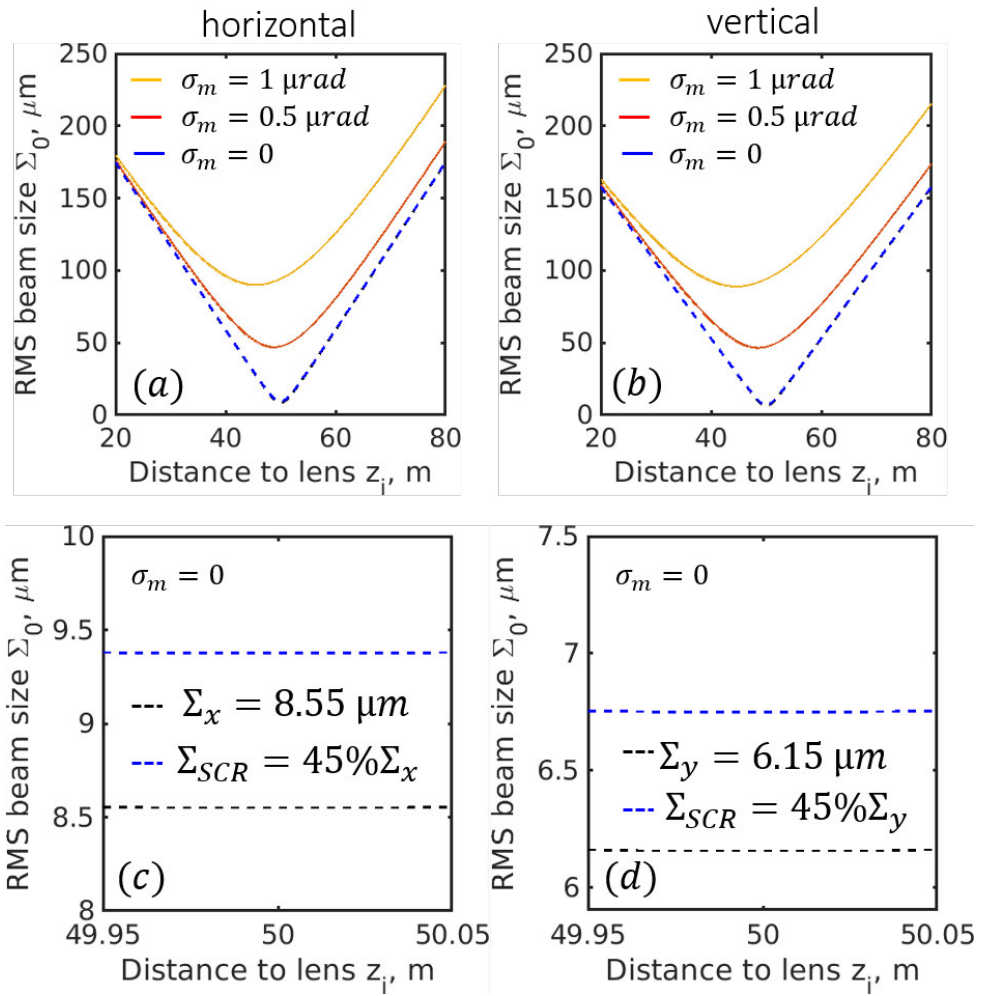 horizontal
RMS beam size Σ₀, μm
250
200
150
100
50
0
σₘ = 1 μrad
σₘ = 0.5 μrad
σₘ = 0
(a)
20 40 60 80
Distance to lens zᵢ, m
vertical
RMS beam size Σ₀, μm
250
200
150
100
50
0
σₘ = 1 μrad
σₘ = 0.5 μrad
σₘ = 0
(b)
20 40 60 80
Distance to lens zᵢ, m
RMS beam size Σ₀, μm
10
9.5
9
8.5
8
σₘ = 0
Σₓ = 8.55 μm
Σ_SCR = 45%Σₓ
(c)
49.95 50 50.05
Distance to lens zᵢ, m
RMS beam size Σ₀, μm
7.5
7
6.5
6
σₘ = 0
Σ_y = 6.15 μm
Σ_SCR = 45%Σ_y
(d)
49.95 50 50.05
Distance to lens zᵢ, m